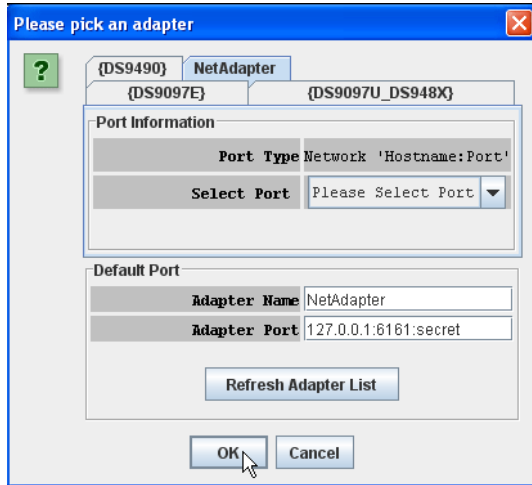 Please pick an adapter
?
{DS9490} NetAdapter
{DS9097E} {DS9097U_DS948X}
Port Information
Port Type Network 'Hostname:Port'
Select Port Please Select Port
Default Port
Adapter Name NetAdapter
Adapter Port 127.0.0.1:6161:secret
Refresh Adapter List
OK Cancel